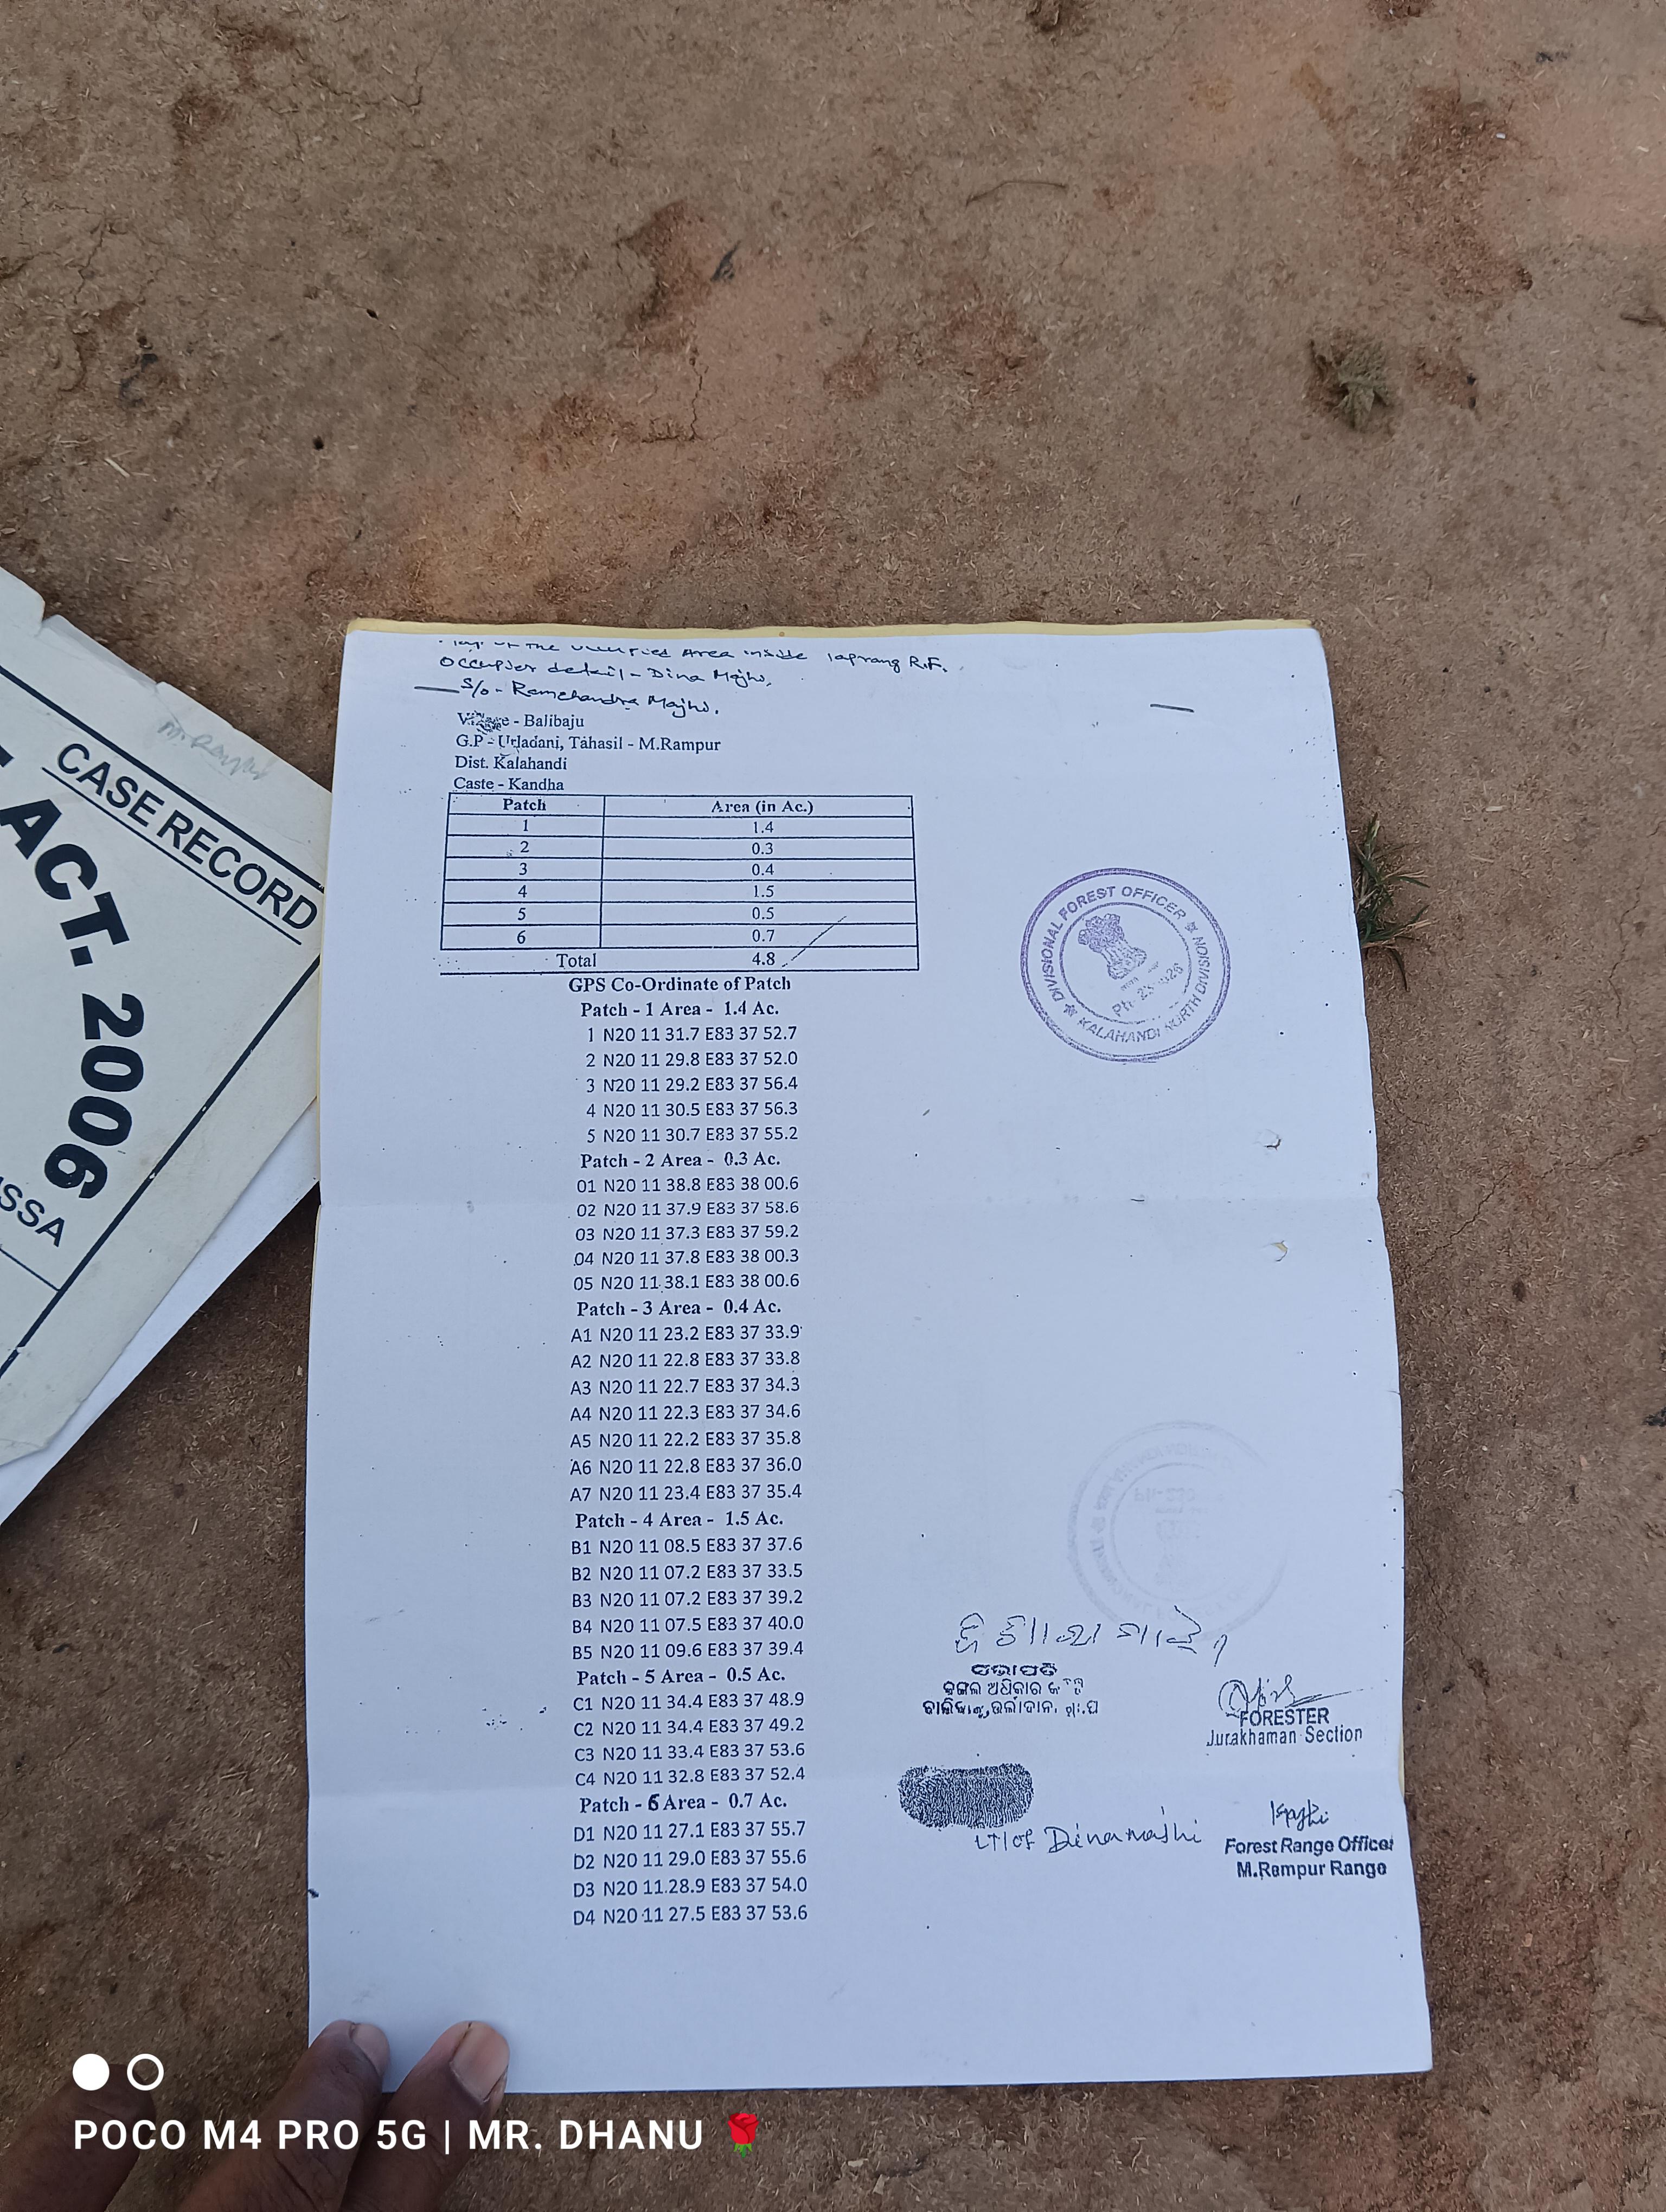 the Occupied Area inside R.F.
Occupier detail - Dina Majhi,
S/o - Ramchandra Majhi.
Village - Balibaju
G.P - Urladani, Tahasil - M.Rampur
Dist. Kalahandi
Caste - Kandha
Patch Area (in Ac.)
1 1.4
2 0.3
3 0.4
4 1.5
5 0.5
6 0.7
Total 4.8
GPS Co-Ordinate of Patch
Patch - 1 Area - 1.4 Ac.
1 N20 11 31.7 E83 37 52.7
2 N20 11 29.8 E83 37 52.0
3 N20 11 29.2 E83 37 56.4
4 N20 11 30.5 E83 37 56.3
5 N20 11 30.7 E83 37 55.2
Patch - 2 Area - 0.3 Ac.
01 N20 11 38.8 E83 38 00.6
02 N20 11 37.9 E83 37 58.6
03 N20 11 37.3 E83 37 59.2
04 N20 11 37.8 E83 38 00.3
05 N20 11 38.1 E83 38 00.6
Patch - 3 Area - 0.4 Ac.
A1 N20 11 23.2 E83 37 33.9
A2 N20 11 22.8 E83 37 33.8
A3 N20 11 22.7 E83 37 34.3
A4 N20 11 22.3 E83 37 34.6
A5 N20 11 22.2 E83 37 35.8
A6 N20 11 22.8 E83 37 36.0
A7 N20 11 23.4 E83 37 35.4
Patch - 4 Area - 1.5 Ac.
B1 N20 11 08.5 E83 37 37.6
B2 N20 11 07.2 E83 37 33.5
B3 N20 11 07.2 E83 37 39.2
B4 N20 11 07.5 E83 37 40.0
B5 N20 11 09.6 E83 37 39.4
Patch - 5 Area - 0.5 Ac.
C1 N20 11 34.4 E83 37 48.9
C2 N20 11 34.4 E83 37 49.2
C3 N20 11 33.4 E83 37 53.6
C4 N20 11 32.8 E83 37 52.4
Patch - 6 Area - 0.7 Ac.
D1 N20 11 27.1 E83 37 55.7
D2 N20 11 29.0 E83 37 55.6
D3 N20 11.28.9 E83 37 54.0
D4 N20 11 27.5 E83 37 53.6
DIVISIONAL FOREST OFFICER
KALAHANDI NORTH DIVISION
ସଭାପତି
ଜଙ୍ଗଲ ଅଧିକାର
FORESTER
Jurakhaman Section
LTI of Dina majhi
Forest Range Officer
M.Rampur Range
M.Rampur
CASE RECORD
ACT. 2006
SSA
POCO M4 PRO 5G | MR. DHANU 🌹